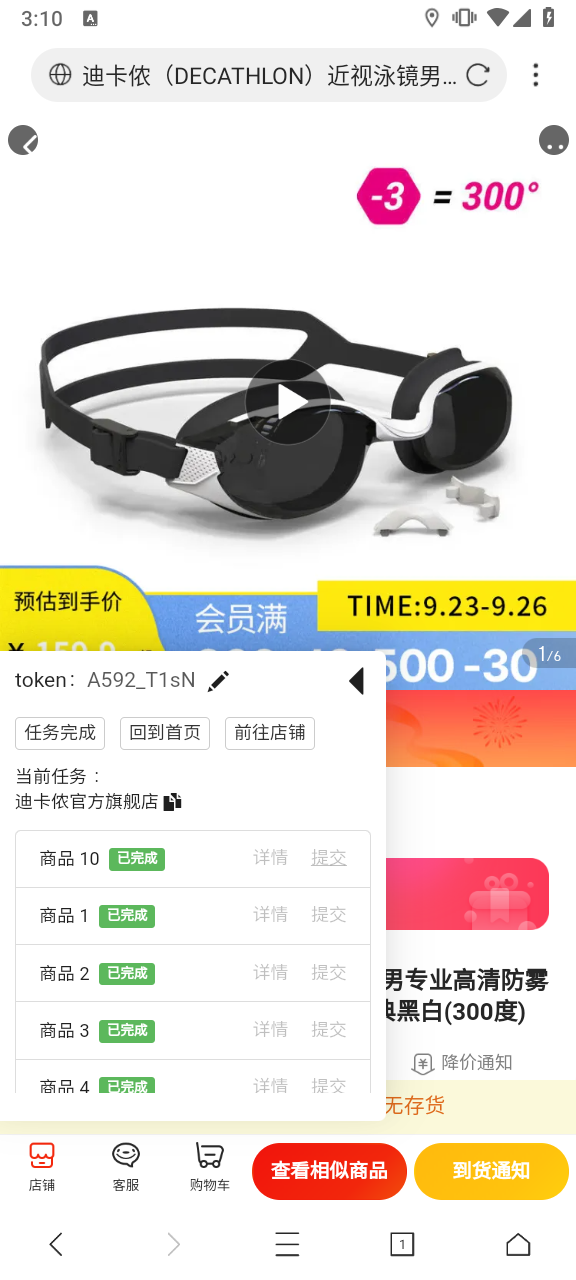 3:10
A
迪卡侬（DECATHLON）近视泳镜男...
-3 = 300°
预估到手价
TIME:9.23-9.26
会员满
500 -30
1/6
token：A592_T1sN
任务完成 回到首页 前往店铺
当前任务：
迪卡侬官方旗舰店
商品 10 已完成 详情 提交
商品 1 已完成 详情 提交
商品 2 已完成 详情 提交
商品 3 已完成 详情 提交
商品 4 已完成 详情 提交
男专业高清防雾
黑白(300度)
降价通知
无存货
店铺 客服 购物车 查看相似商品 到货通知
1